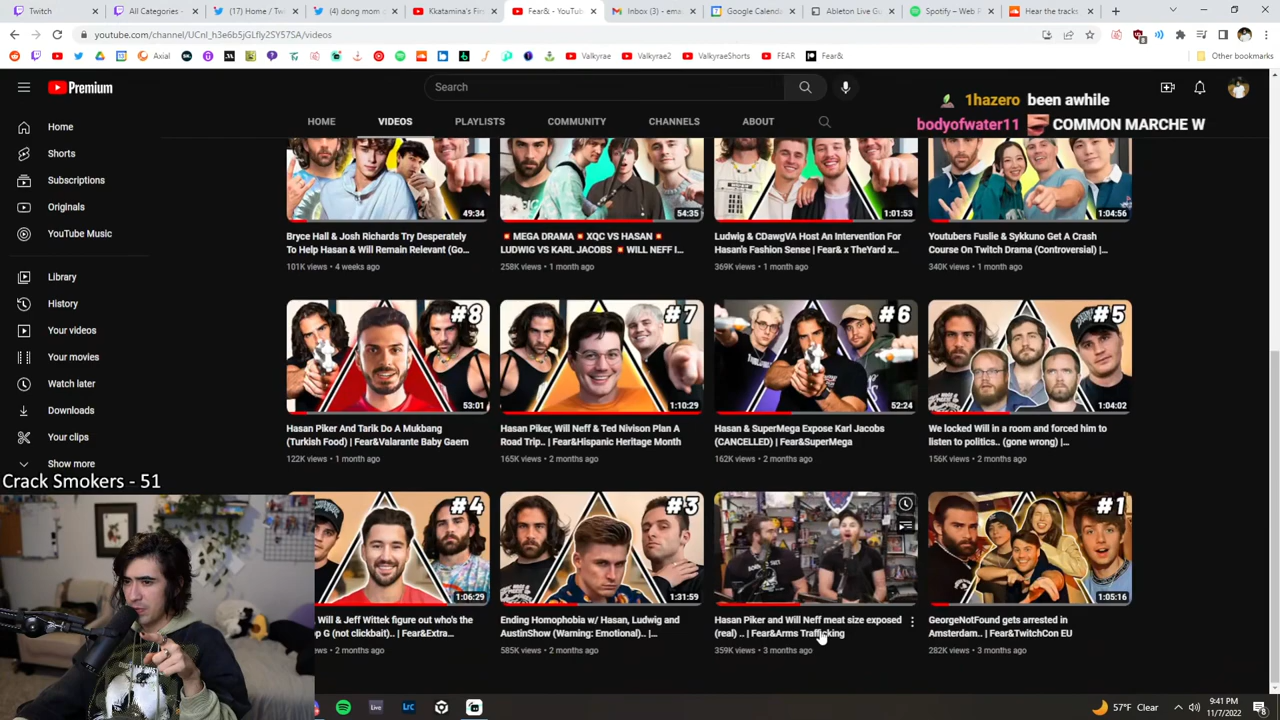 Twitch
All Categories -
(17) Home / Tw
(4) dong mom
Kkatamina's Fir
Fear& - YouTub
Inbox (3) - ema
Google Calenda
Ableton Live Gu
Spotify – Web P
Hear the tracks
youtube.com/channel/UCnI_h3e6b5jGLfly2SY57SA/videos
Axial
Valkyrae
Valkyrae2
ValkyraeShorts
FEAR
Fear&
Other bookmarks
Premium
Search
1hazero been awhile
bodyofwater11 COMMON MARCHE W
HOME
VIDEOS
PLAYLISTS
COMMUNITY
CHANNELS
ABOUT
Home
Shorts
Subscriptions
Originals
YouTube Music
Library
History
Your videos
Your movies
Watch later
Downloads
Your clips
Show more
Crack Smokers - 51
49:34
54:35
1:01:53
1:04:56
Bryce Hall & Josh Richards Try Desperately
To Help Hasan & Will Remain Relevant (Go...
101K views • 4 weeks ago
MEGA DRAMA XQC VS HASAN
LUDWIG VS KARL JACOBS WILL NEFF I...
258K views • 1 month ago
Ludwig & CDawgVA Host An Intervention For
Hasan's Fashion Sense | Fear& x TheYard x...
369K views • 1 month ago
Youtubers Fuslie & Sykkuno Get A Crash
Course On Twitch Drama (Controversial) |...
340K views • 1 month ago
#8
53:01
#7
1:10:29
#6
52:24
#5
1:04:02
Hasan Piker And Tarik Do A Mukbang
(Turkish Food) | Fear&Valarante Baby Gaem
122K views • 1 month ago
Hasan Piker, Will Neff & Ted Nivison Plan A
Road Trip.. | Fear&Hispanic Heritage Month
165K views • 2 months ago
Hasan & SuperMega Expose Karl Jacobs
(CANCELLED) | Fear&SuperMega
162K views • 2 months ago
We locked Will in a room and forced him to
listen to politics.. (gone wrong) |...
156K views • 2 months ago
#4
1:06:29
#3
1:31:59
#1
1:05:16
Will & Jeff Wittek figure out who's the
p G (not clickbait).. | Fear&Extra...
• 2 months ago
Ending Homophobia w/ Hasan, Ludwig and
AustinShow (Warning: Emotional).. |...
585K views • 2 months ago
Hasan Piker and Will Neff meat size exposed
(real) .. | Fear&Arms Trafficking
359K views • 3 months ago
GeorgeNotFound gets arrested in
Amsterdam.. | Fear&TwitchCon EU
282K views • 3 months ago
Live
LrC
57°F Clear
9:41 PM
11/7/2022